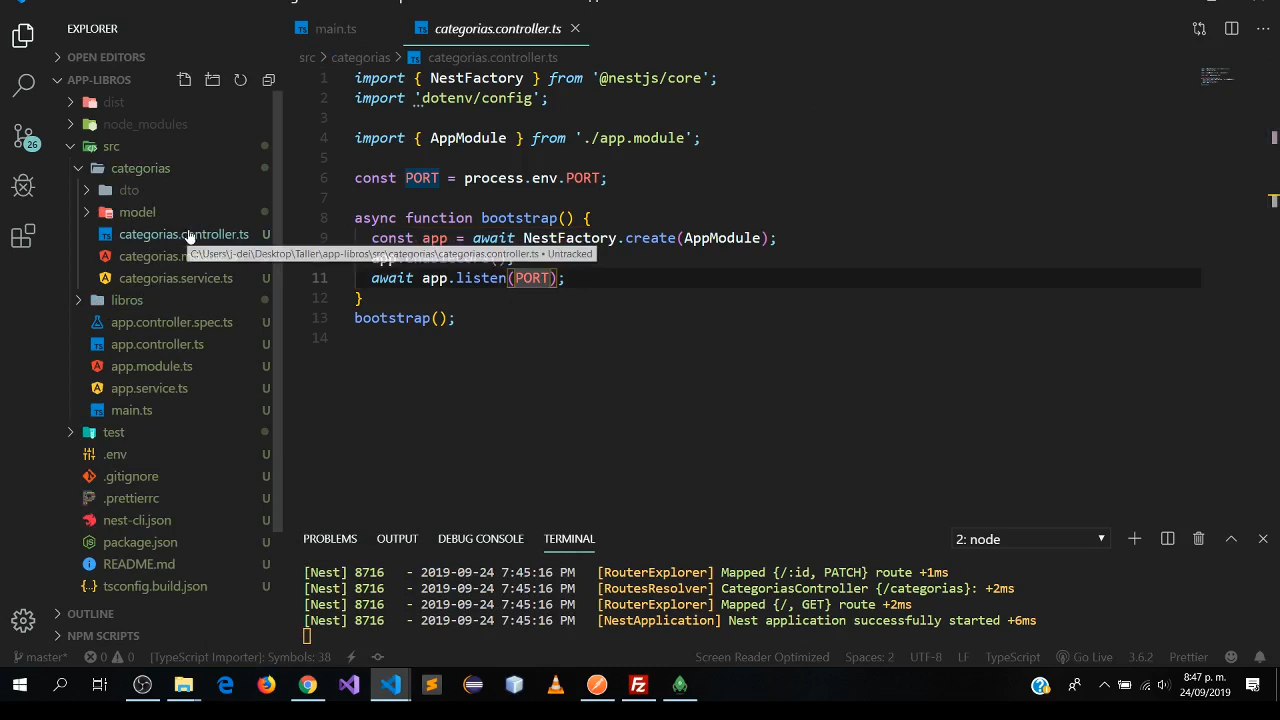 EXPLORER
main.ts
categorias.controller.ts
OPEN EDITORS
src > categorias > categorias.controller.ts
APP-LIBROS
1 import { NestFactory } from '@nestjs/core';
dist
2 import 'dotenv/config';
node_modules
3
src
4 import { AppModule } from './app.module';
categorias
5
dto
6 const PORT = process.env.PORT;
model
7
categorias.controller.ts U
8 async function bootstrap() {
9 const app = await NestFactory.create(AppModule);
C:\Users\j-dei\Desktop\Taller\app-libros\src\categorias\categorias.controller.ts • Untracked
categorias.service.ts U
11 await app.listen(PORT);
libros
12 }
app.controller.spec.ts U
13 bootstrap();
app.controller.ts U
14
app.module.ts U
app.service.ts U
main.ts U
test
.env U
.gitignore U
.prettierrc U
nest-cli.json U
package.json U
README.md U
tsconfig.build.json U
OUTLINE
NPM SCRIPTS
26
PROBLEMS OUTPUT DEBUG CONSOLE TERMINAL 2: node
[Nest] 8716 - 2019-09-24 7:45:16 PM [RouterExplorer] Mapped {/:id, PATCH} route +1ms
[Nest] 8716 - 2019-09-24 7:45:16 PM [RoutesResolver] CategoriasController {/categorias}: +2ms
[Nest] 8716 - 2019-09-24 7:45:16 PM [RouterExplorer] Mapped {/, GET} route +2ms
[Nest] 8716 - 2019-09-24 7:45:16 PM [NestApplication] Nest application successfully started +6ms
master* 0 0 [TypeScript Importer]: Symbols: 38 Screen Reader Optimized Spaces: 2 UTF-8 LF TypeScript Go Live 3.6.2 Prettier
8:47 p. m.
24/09/2019